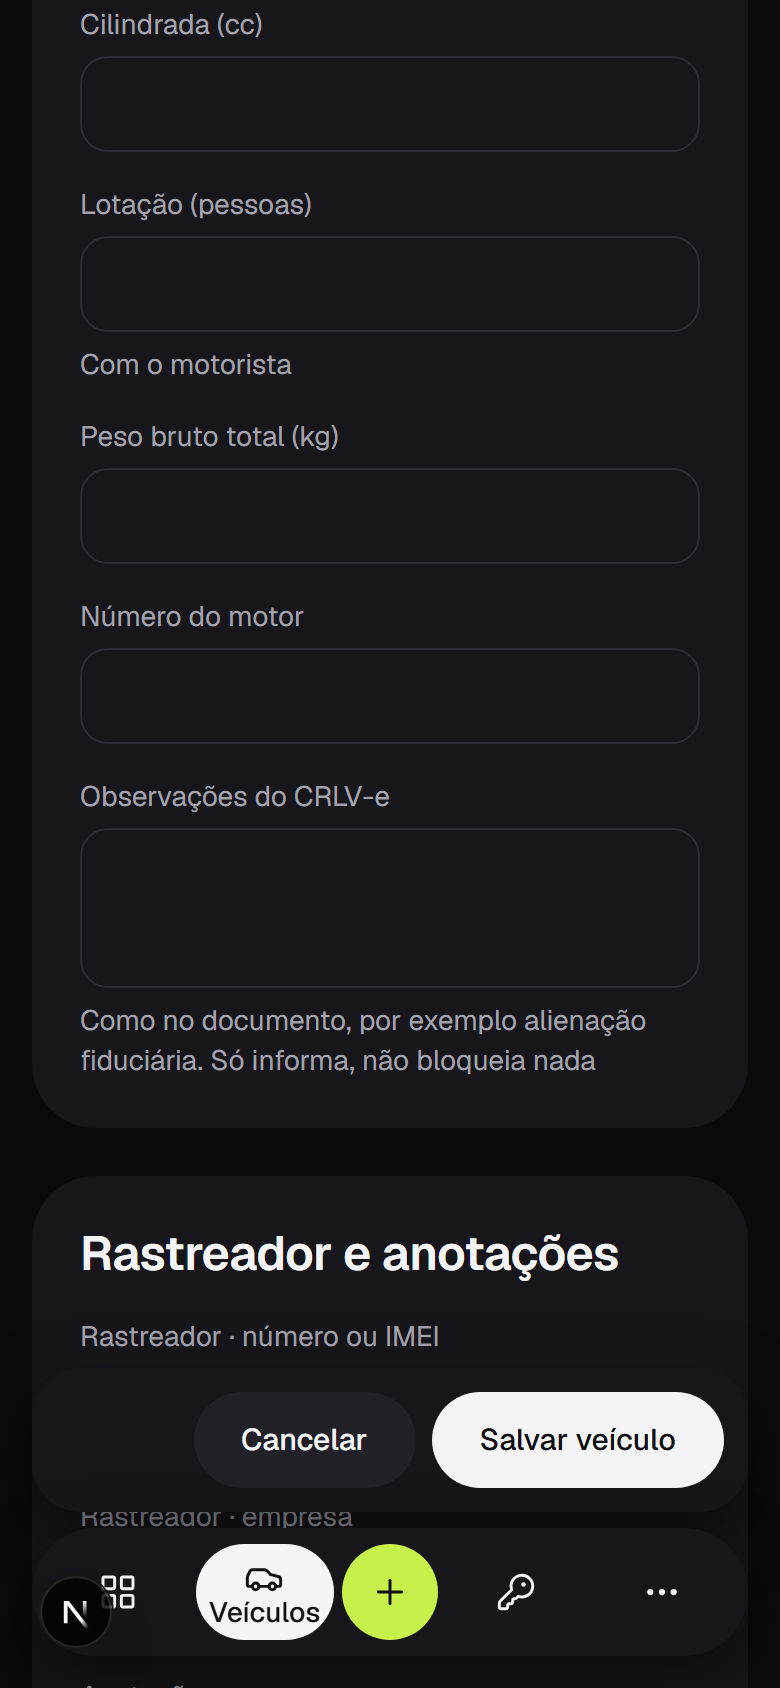 Cilindrada (cc)
Lotação (pessoas)
Com o motorista
Peso bruto total (kg)
Número do motor
Observações do CRLV-e
Como no documento, por exemplo alienação
fiduciária. Só informa, não bloqueia nada
Rastreador e anotações
Rastreador · número ou IMEI
Cancelar
Salvar veículo
Rastreador · empresa
N
Veículos